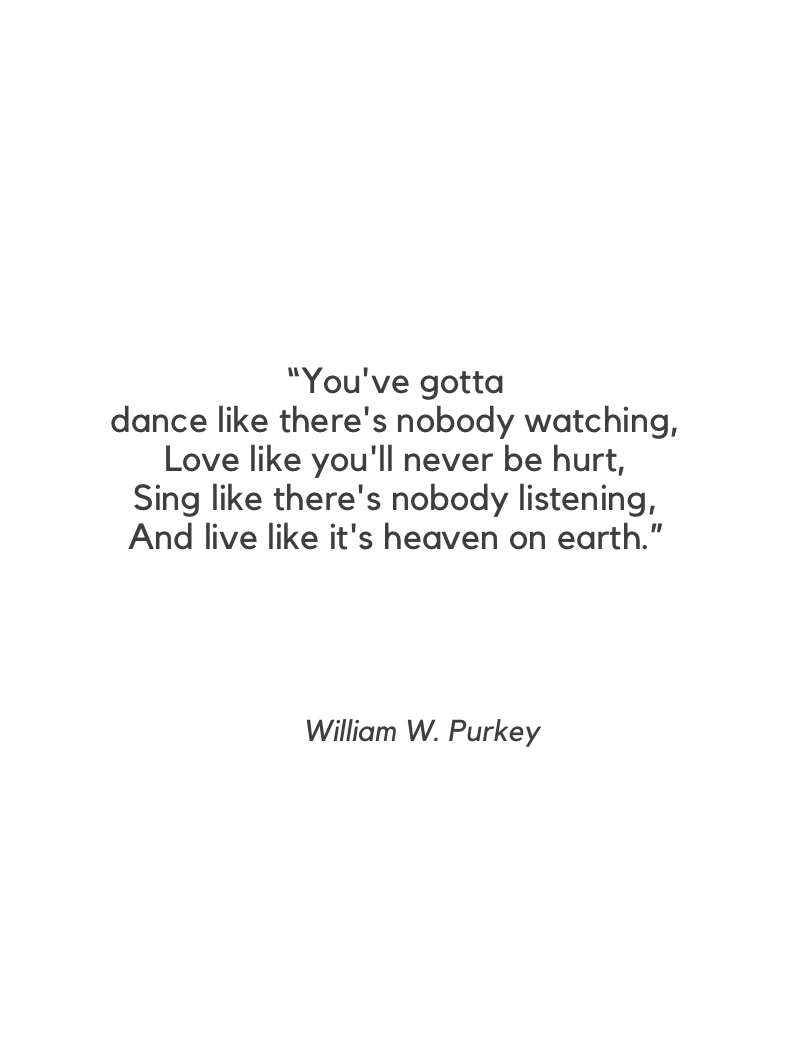 “You've gotta
dance like there's nobody watching,
Love like you'll never be hurt,
Sing like there's nobody listening,
And live like it's heaven on earth.”
William W. Purkey